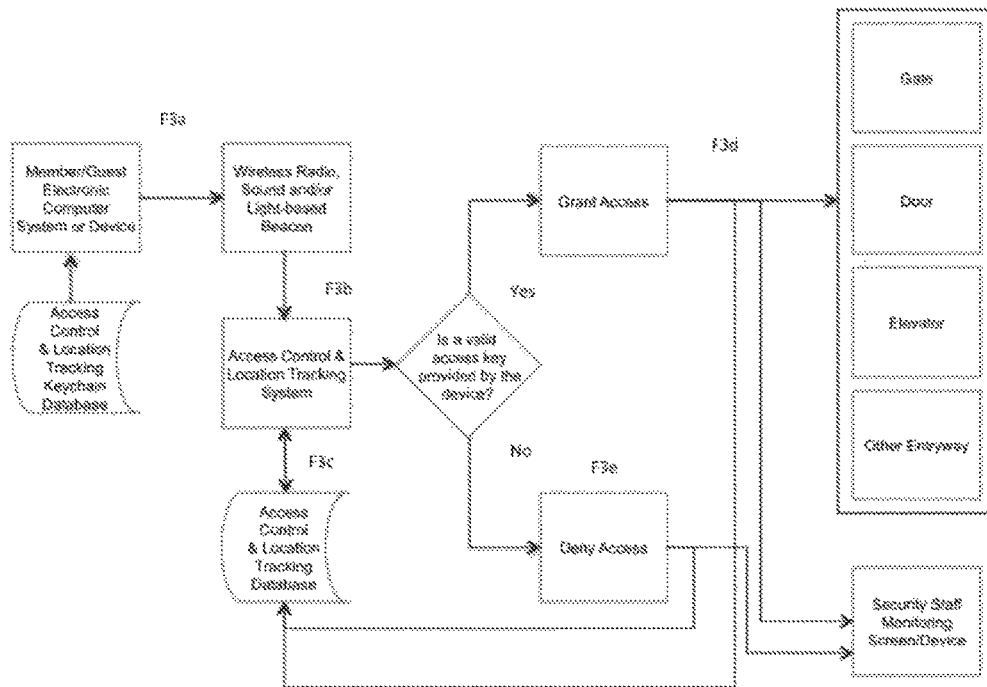 F3a
Member/Guest
Electronic
Computer
System or Device
Wireless Radio,
Sound and/or
Light-based
Beacon
Access
Control
& Location
Tracking
Keychain
Database
F3b
Access Control &
Location Tracking
System
F3c
Access
Control
& Location
Tracking
Database
Is a valid
access key
provided by the
device?
Yes
No
Grant Access
F3d
F3e
Deny Access
Gate
Door
Elevator
Other Entryway
Security Staff
Monitoring
Screen/Device